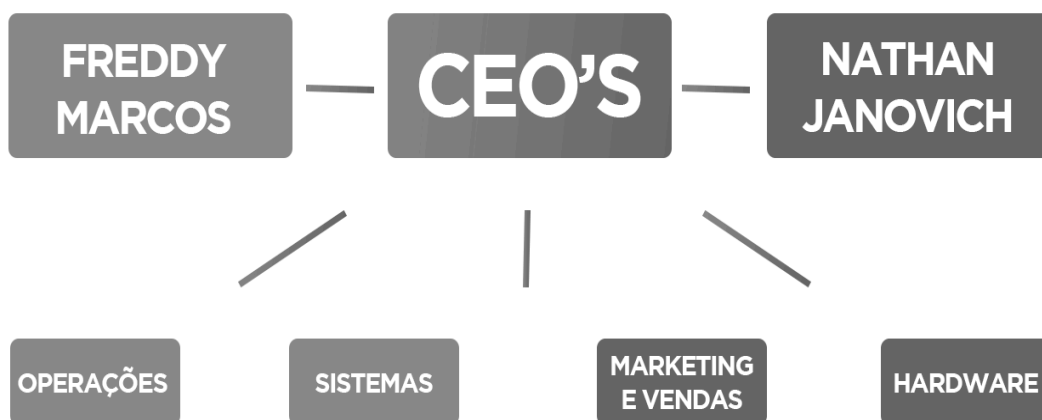 FREDDY
MARCOS
CEO'S
NATHAN
JANOVICH
OPERAÇÕES
SISTEMAS
MARKETING
E VENDAS
HARDWARE